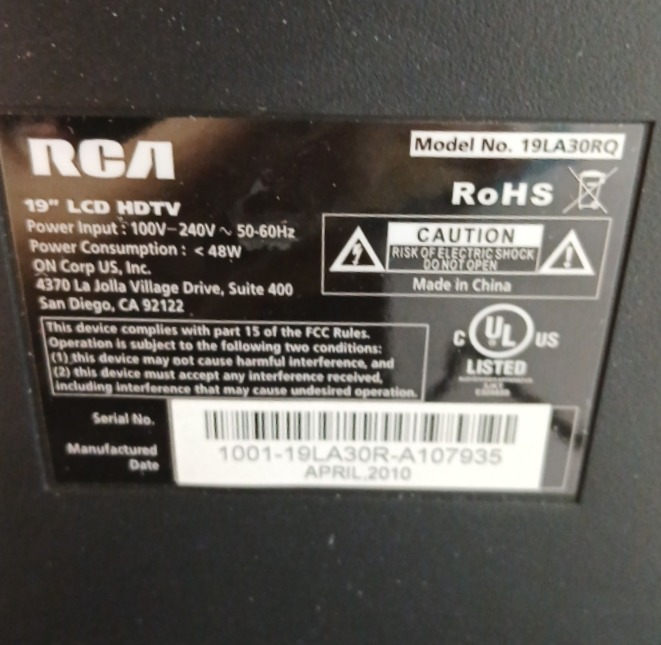 RCA
Model No. 19LA30RQ
19" LCD HDTV
RoHS
Power Input : 100V~240V ~ 50-60Hz
Power Consumption : < 48W
ON Corp US, Inc.
4370 La Jolla Village Drive, Suite 400
San Diego, CA 92122
CAUTION
RISK OF ELECTRIC SHOCK
DO NOT OPEN
Made in China
This device complies with part 15 of the FCC Rules.
Operation is subject to the following two conditions:
(1) this device may not cause harmful interference, and
(2) this device must accept any interference received,
including interference that may cause undesired operation.
C UL US
LISTED
Serial No.
1001-19LA30R-A107935
Manufactured
Date
APRIL,2010